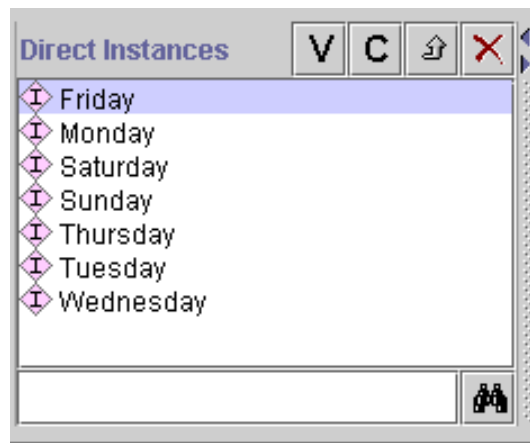 Direct Instances V C
I Friday
I Monday
I Saturday
I Sunday
I Thursday
I Tuesday
I Wednesday